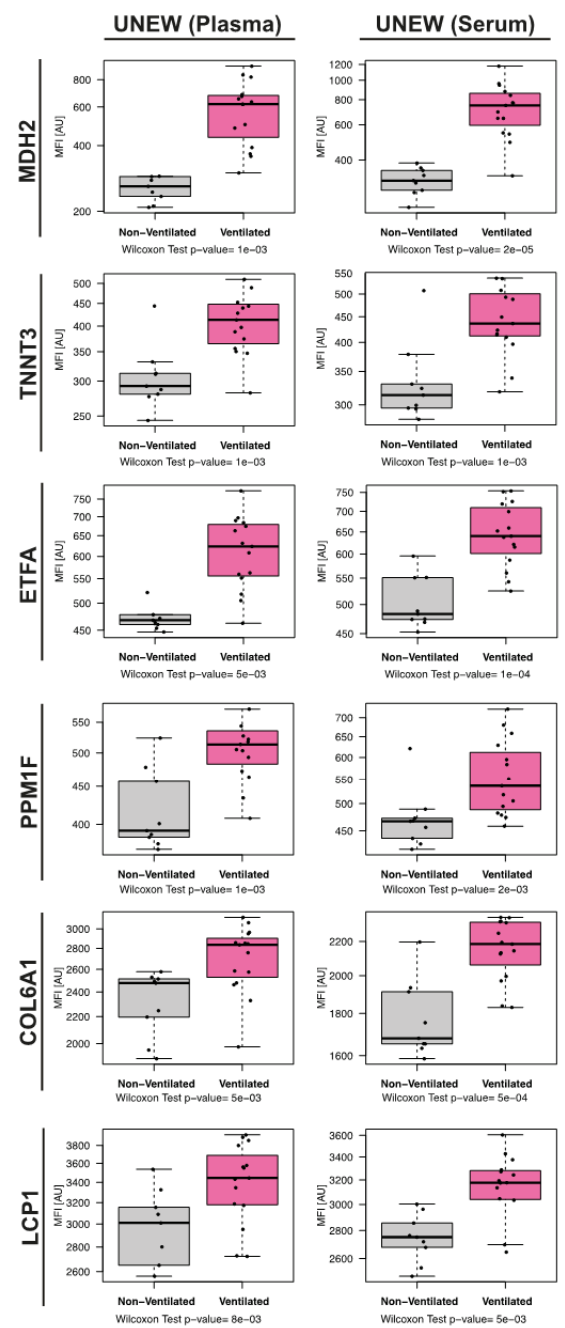 UNEW (Plasma) UNEW (Serum)
MDH2
MFI [AU]
800
600
400
200
Non−Ventilated Ventilated
Wilcoxon Test p−value= 1e−03
MFI [AU]
1200
1000
800
600
400
Non−Ventilated Ventilated
Wilcoxon Test p−value= 2e−05
TNNT3
MFI [AU]
500
450
400
350
300
250
Non−Ventilated Ventilated
Wilcoxon Test p−value= 1e−03
MFI [AU]
550
500
450
400
350
300
Non−Ventilated Ventilated
Wilcoxon Test p−value= 1e−03
ETFA
MFI [AU]
750
700
650
600
550
500
450
Non−Ventilated Ventilated
Wilcoxon Test p−value= 5e−03
MFI [AU]
750
700
650
600
550
500
450
Non−Ventilated Ventilated
Wilcoxon Test p−value= 1e−04
PPM1F
MFI [AU]
550
500
450
400
Non−Ventilated Ventilated
Wilcoxon Test p−value= 1e−03
MFI [AU]
700
650
600
550
500
450
Non−Ventilated Ventilated
Wilcoxon Test p−value= 2e−03
COL6A1
MFI [AU]
3000
2800
2600
2400
2200
2000
Non−Ventilated Ventilated
Wilcoxon Test p−value= 5e−03
MFI [AU]
2200
2000
1800
1600
Non−Ventilated Ventilated
Wilcoxon Test p−value= 5e−04
LCP1
MFI [AU]
3800
3600
3400
3200
3000
2800
2600
Non−Ventilated Ventilated
Wilcoxon Test p−value= 8e−03
MFI [AU]
3600
3400
3200
3000
2800
2600
Non−Ventilated Ventilated
Wilcoxon Test p−value= 5e−03